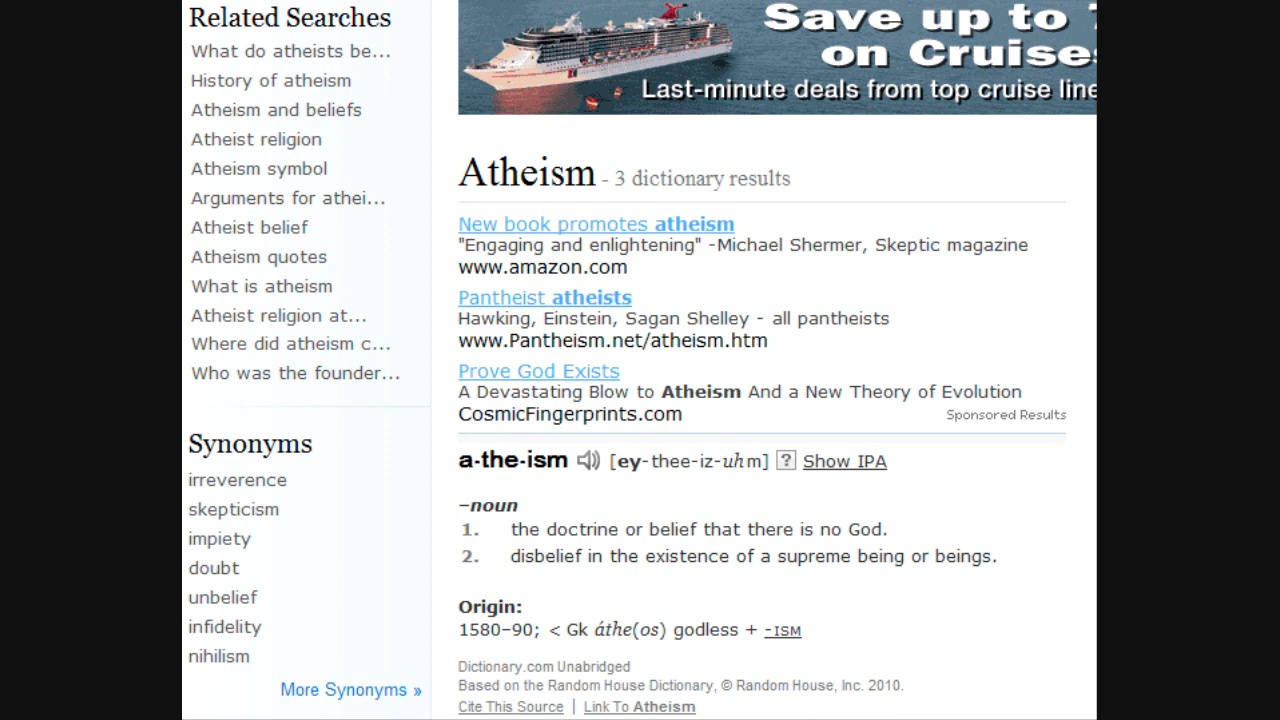 Related Searches
What do atheists be...
History of atheism
Atheism and beliefs
Atheist religion
Atheism symbol
Arguments for athei...
Atheist belief
Atheism quotes
What is atheism
Atheist religion at...
Where did atheism c...
Who was the founder...
Synonyms
irreverence
skepticism
impiety
doubt
unbelief
infidelity
nihilism
More Synonyms »
Save up to
on Cruises
Last-minute deals from top cruise line
Atheism - 3 dictionary results
New book promotes atheism
"Engaging and enlightening" -Michael Shermer, Skeptic magazine
www.amazon.com
Pantheist atheists
Hawking, Einstein, Sagan Shelley - all pantheists
www.Pantheism.net/atheism.htm
Prove God Exists
A Devastating Blow to Atheism And a New Theory of Evolution
CosmicFingerprints.com
Sponsored Results
a·the·ism [ey-thee-iz-uhm] ? Show IPA
–noun
1. the doctrine or belief that there is no God.
2. disbelief in the existence of a supreme being or beings.
Origin:
1580–90; < Gk áthe(os) godless + -ISM
Dictionary.com Unabridged
Based on the Random House Dictionary, © Random House, Inc. 2010.
Cite This Source | Link To Atheism